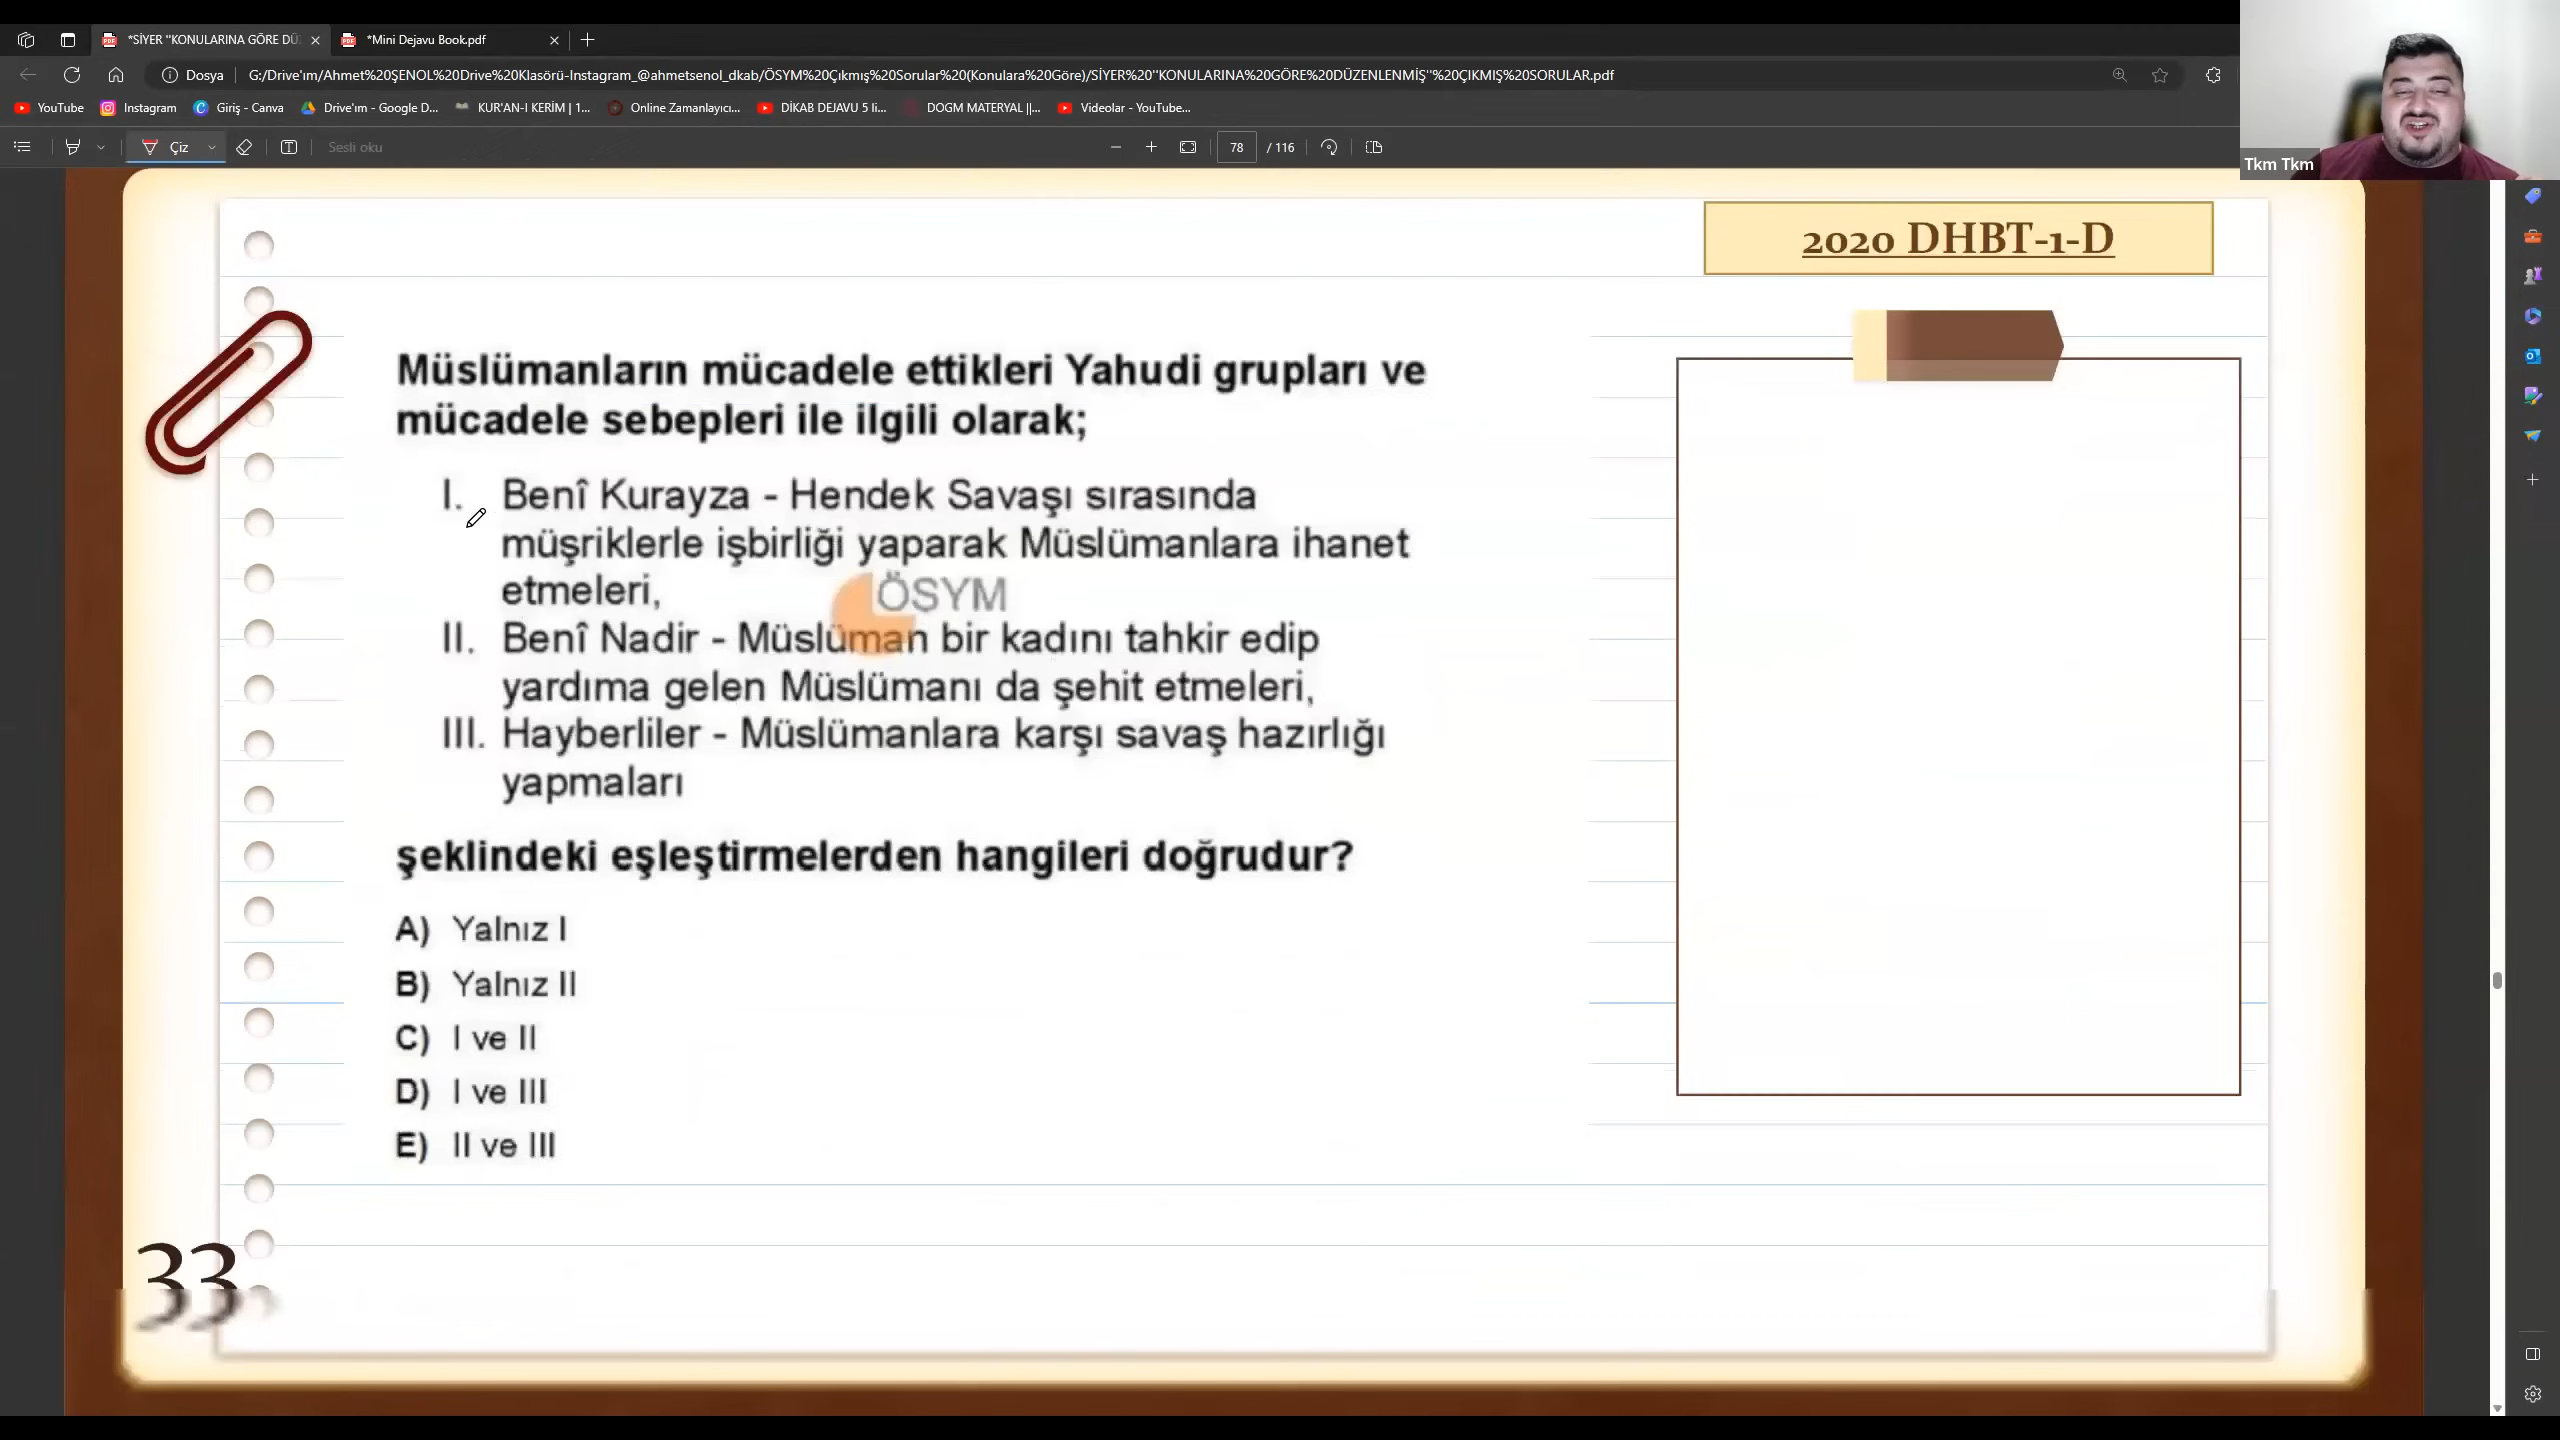 *SİYER "KONULARINA GÖRE DÜ
*Mini Dejavu Book.pdf
Dosya
G:/Drive'ım/Ahmet%20ŞENOL%20Drive%20Klasörü-Instagram_@ahmetsenol_dkab/ÖSYM%20Çıkmış%20Sorular%20(Konulara%20Göre)/SİYER%20''KONULARINA%20GÖRE%20DÜZENLENMİŞ''%20ÇIKMIŞ%20SORULAR.pdf
YouTube Instagram Giriş - Canva Drive'ım - Google D... KUR'AN-I KERİM | 1... Online Zamanlayıcı... DİKAB DEJAVU 5 li... DOGM MATERYAL ||... Videolar - YouTube...
Çiz Sesli oku 78 / 116
Tkm Tkm
2020 DHBT-1-D
Müslümanların mücadele ettikleri Yahudi grupları ve
mücadele sebepleri ile ilgili olarak;
I. Benî Kurayza - Hendek Savaşı sırasında
müşriklerle işbirliği yaparak Müslümanlara ihanet
etmeleri,
ÖSYM
II. Benî Nadir - Müslüman bir kadını tahkir edip
yardıma gelen Müslümanı da şehit etmeleri,
III. Hayberliler - Müslümanlara karşı savaş hazırlığı
yapmaları
şeklindeki eşleştirmelerden hangileri doğrudur?
A) Yalnız I
B) Yalnız II
C) I ve II
D) I ve III
E) II ve III
33